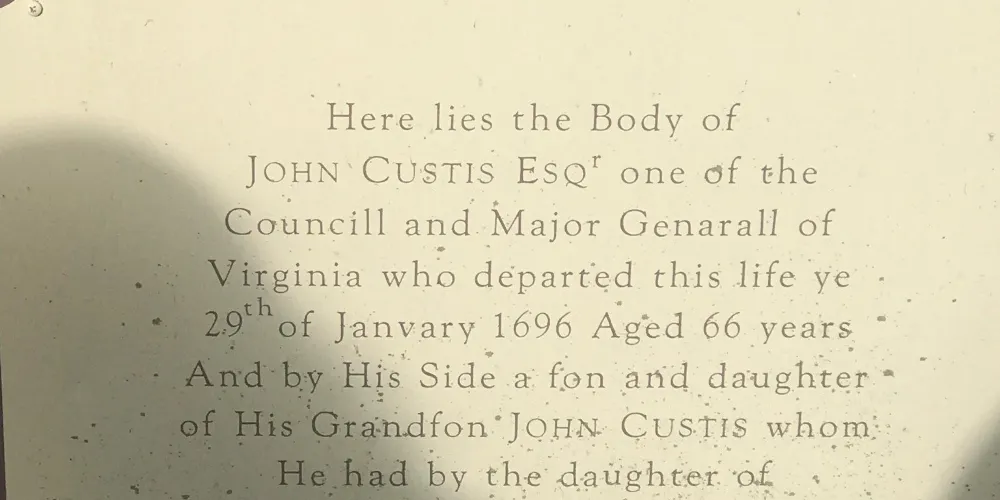 Here lies the Body of
JOHN CUSTIS ESQʳ one of the
Councill and Major Genarall of
Virginia who departed this life ye
29ᵗʰ of Janvary 1696 Aged 66 years
And by His Side a fon and daughter
of His Grandfon JOHN CUSTIS whom
He had by the daughter of